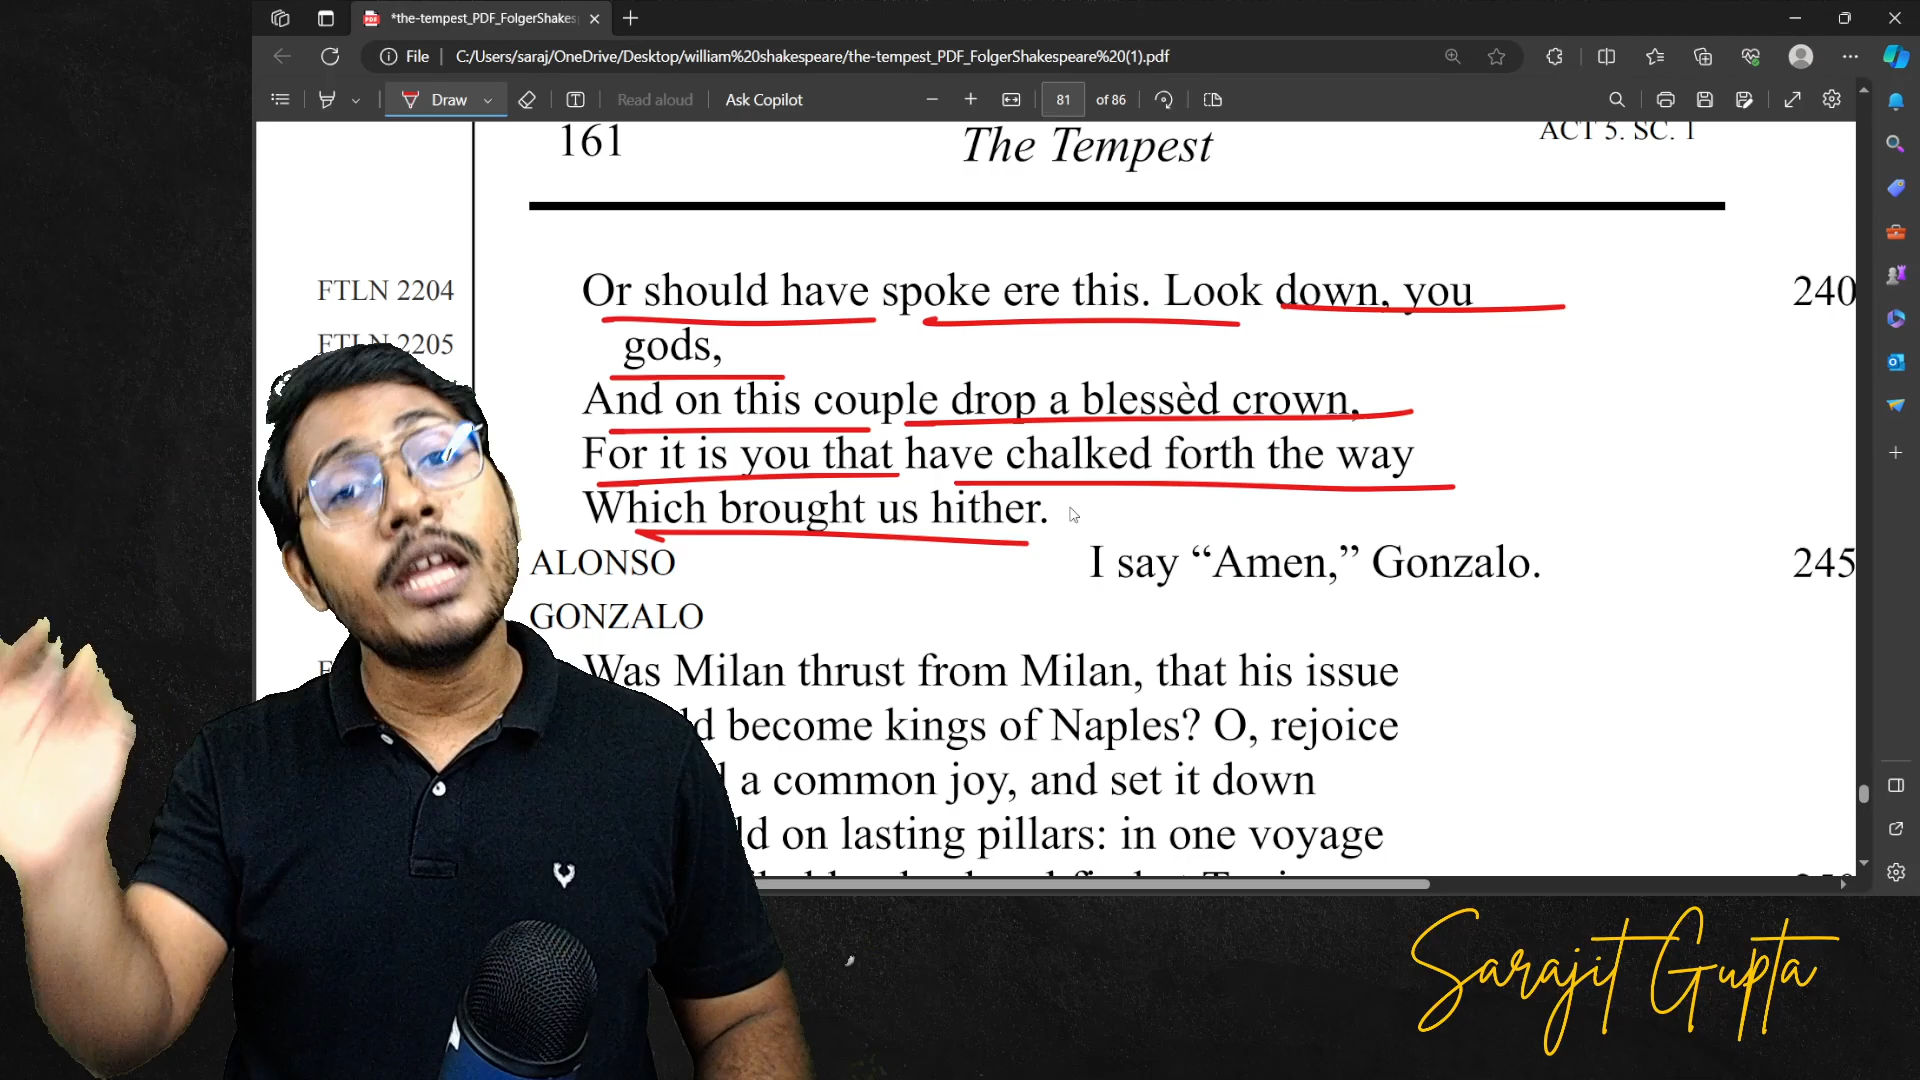 *the-tempest_PDF_FolgerShakes
File C:/Users/saraj/OneDrive/Desktop/william%20shakespeare/the-tempest_PDF_FolgerShakespeare%20(1).pdf
Draw Read aloud Ask Copilot 81 of 86
161 The Tempest ACT 5. SC. 1
FTLN 2204 Or should have spoke ere this. Look down, you 240
FTLN 2205 gods,
And on this couple drop a blessèd crown,
For it is you that have chalked forth the way
Which brought us hither.
ALONSO I say “Amen,” Gonzalo. 245
GONZALO
Was Milan thrust from Milan, that his issue
become kings of Naples? O, rejoice
a common joy, and set it down
on lasting pillars: in one voyage
Sarajit Gupta